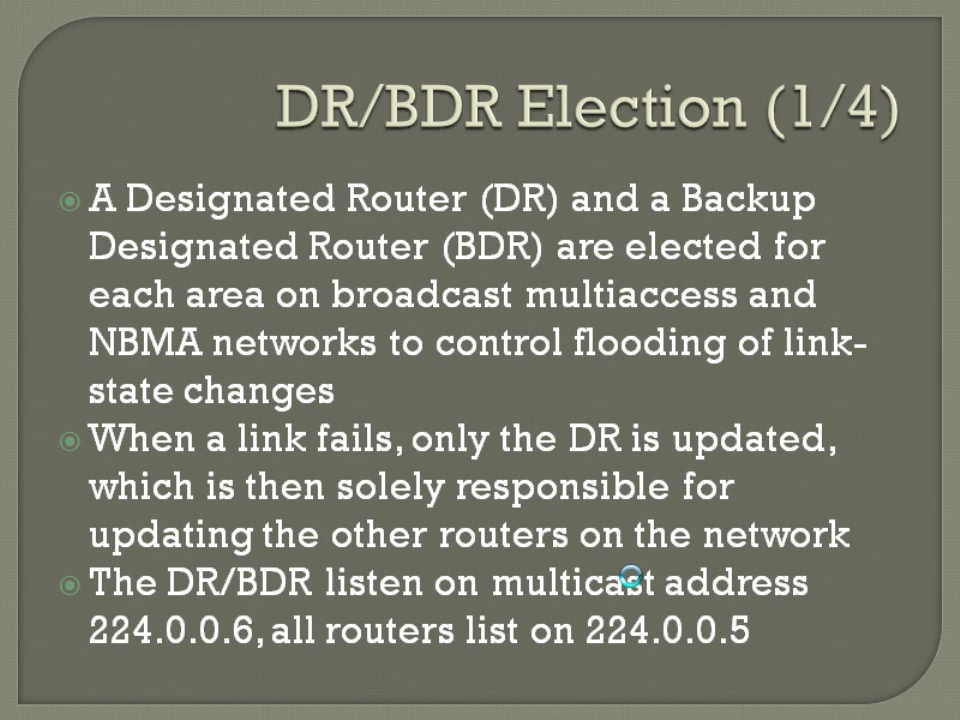 DR/BDR Election (1/4)
A Designated Router (DR) and a Backup
Designated Router (BDR) are elected for
each area on broadcast multiaccess and
NBMA networks to control flooding of link-
state changes
When a link fails, only the DR is updated,
which is then solely responsible for
updating the other routers on the network
The DR/BDR listen on multicast address
224.0.0.6, all routers list on 224.0.0.5